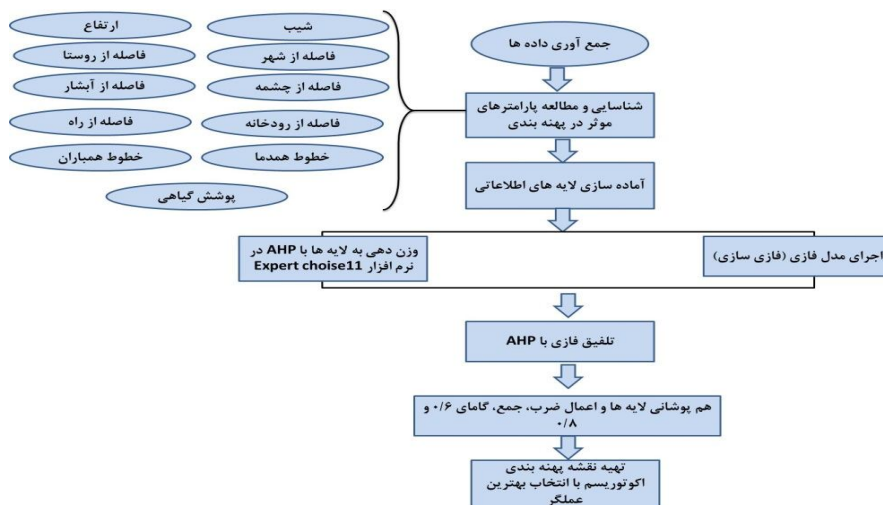 جمع آوری داده ها
شناسایی و مطالعه پارامترهای
موثر در پهنه بندی
شیب
ارتفاع
فاصله از شهر
فاصله از روستا
فاصله از چشمه
فاصله از آبشار
فاصله از رودخانه
فاصله از راه
خطوط همدما
خطوط همباران
پوشش گیاهی
آماده سازی لایه های اطلاعاتی
اجرای مدل فازی (فازی سازی)
وزن دهی به لایه ها با AHP در
نرم افزار Expert choise11
تلفیق فازی با AHP
هم پوشانی لایه ها و اعمال ضرب، جمع، گامای ۰/۶ و
۰/۸
تهیه نقشه پهنه بندی
اکوتوریسم با انتخاب بهترین
عملگر